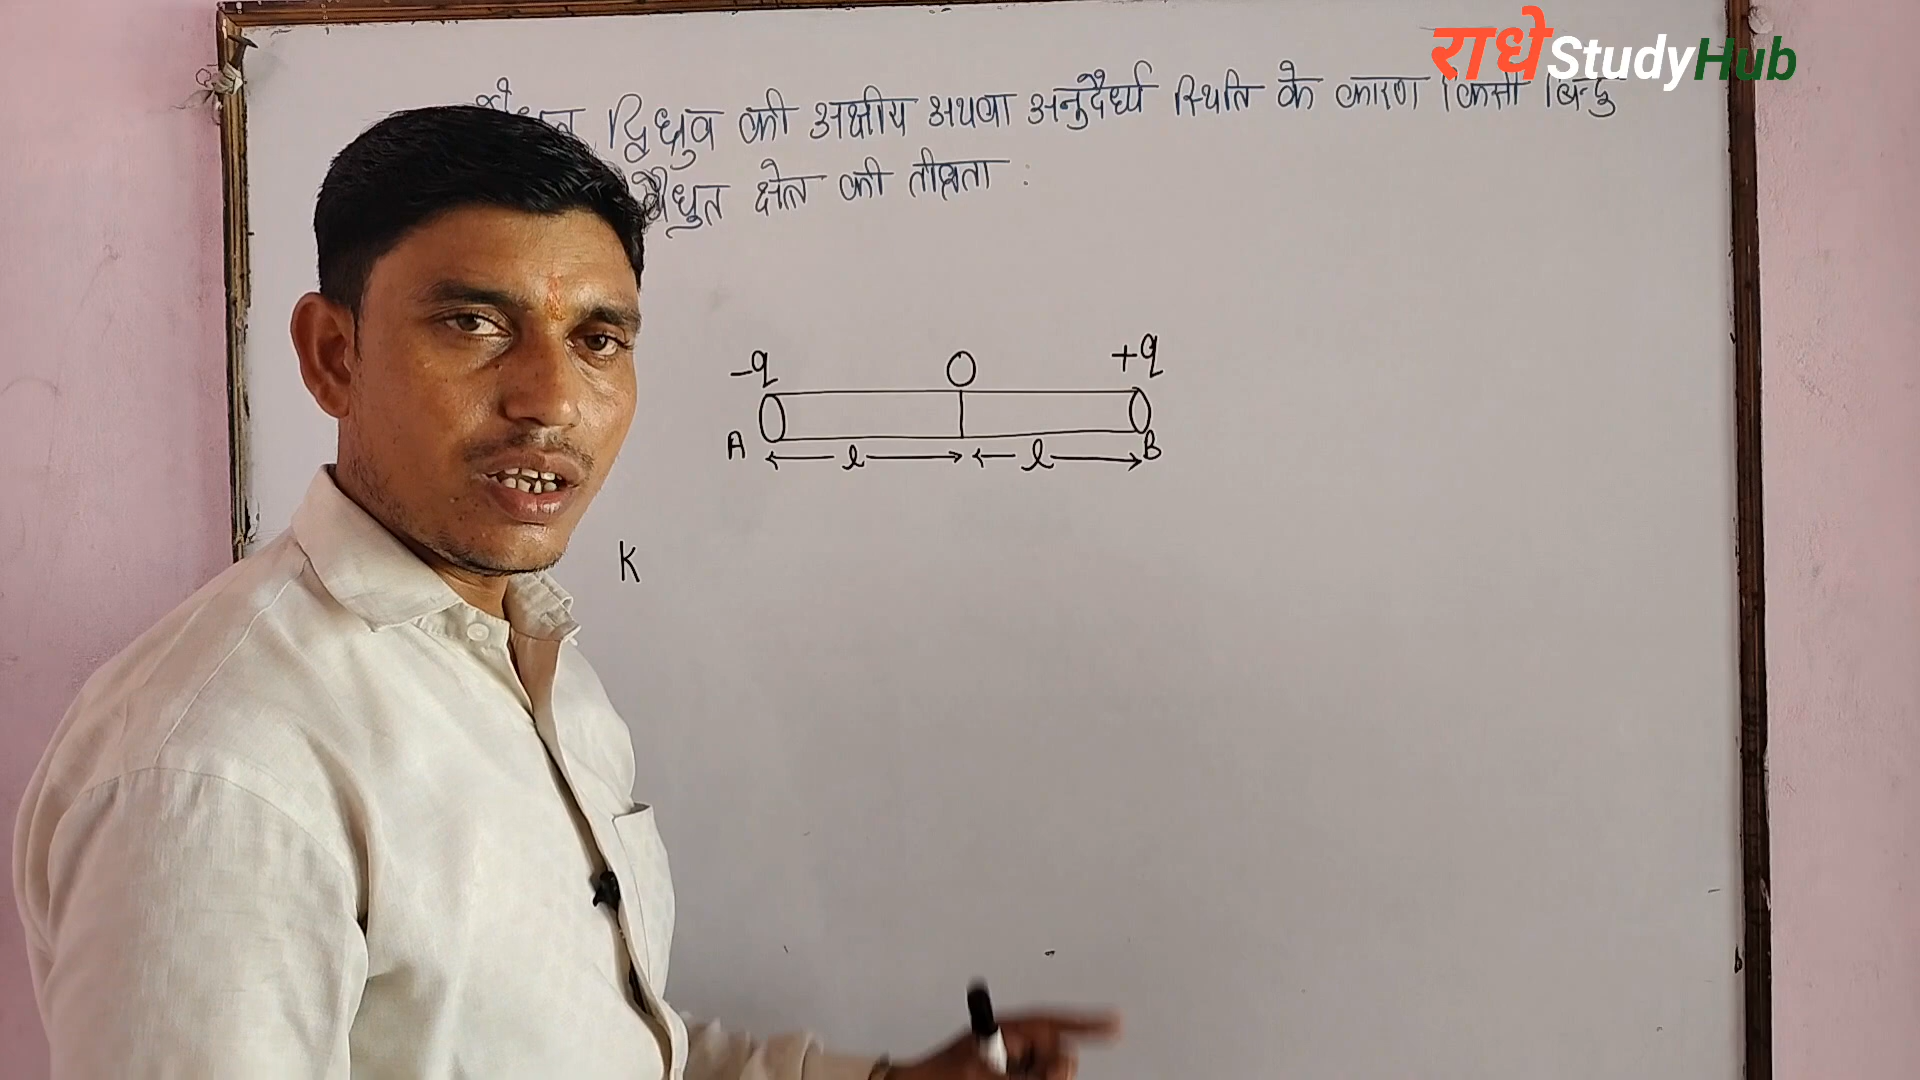 राधे StudyHub
द्विध्रुव की अक्षीय अथवा अनुदैर्ध्य स्थिति के कारण किसी बिन्दु
वैधुत क्षेत्र की तीव्रता :
-q O +q
A l l B
K